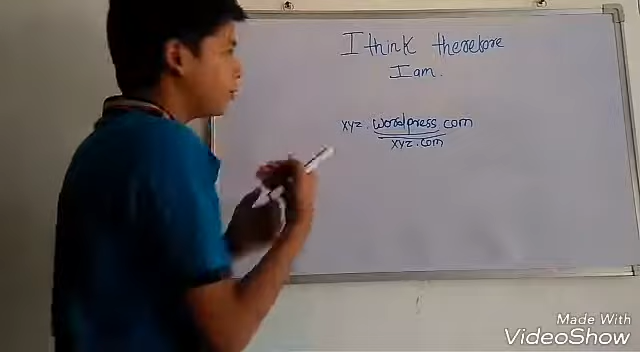 I think therefore
I am.
xyz. wordpress com
xyz.com
Made With
VideoShow